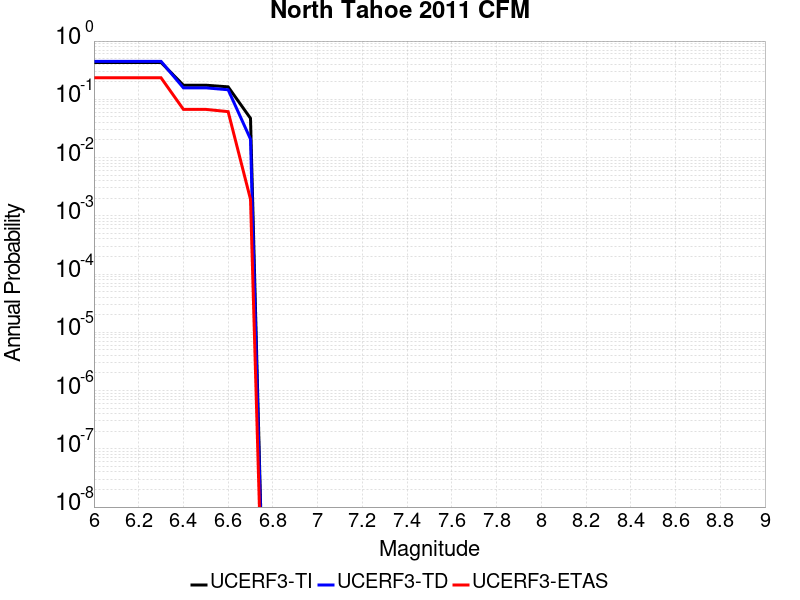 North Tahoe 2011 CFM
10^0
10^-1
10^-2
10^-3
10^-4
10^-5
10^-6
10^-7
10^-8
Annual Probability
6 6.2 6.4 6.6 6.8 7 7.2 7.4 7.6 7.8 8 8.2 8.4 8.6 8.8 9
Magnitude
UCERF3-TI UCERF3-TD UCERF3-ETAS